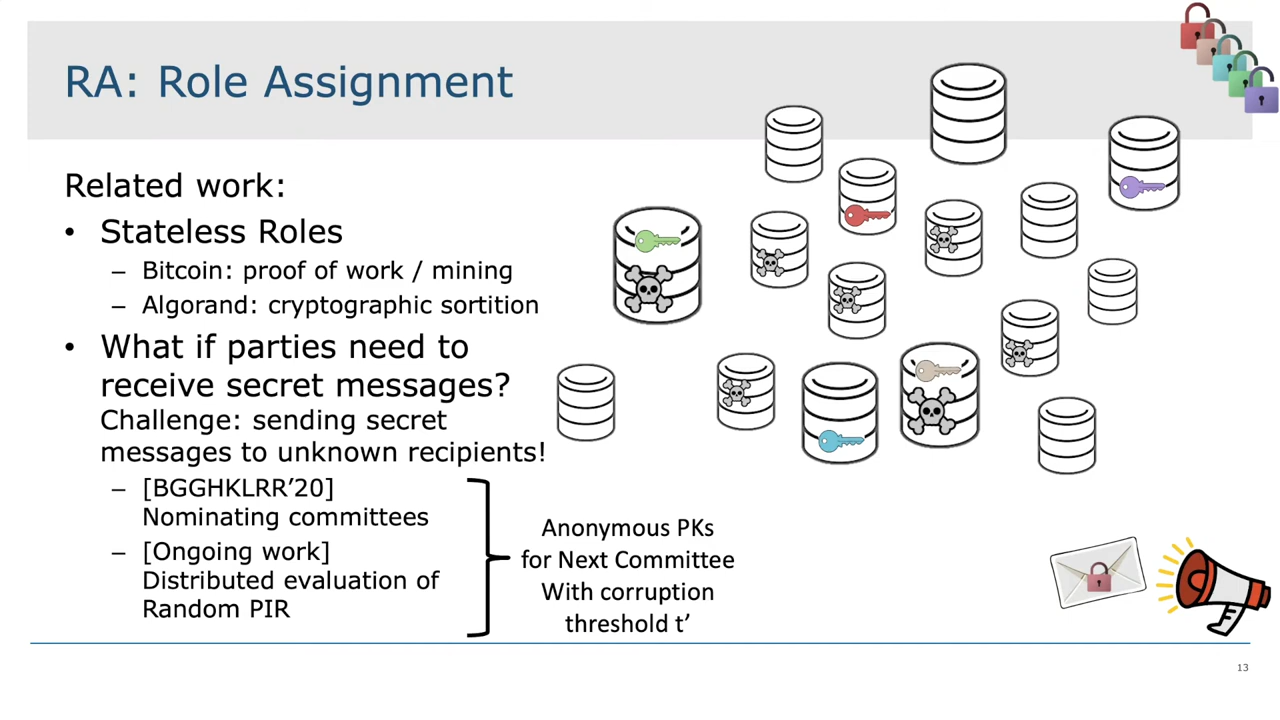 RA: Role Assignment
Related work:
• Stateless Roles
– Bitcoin: proof of work / mining
– Algorand: cryptographic sortition
• What if parties need to
receive secret messages?
Challenge: sending secret
messages to unknown recipients!
– [BGGHKLRR’20]
Nominating committees
– [Ongoing work]
Distributed evaluation of
Random PIR
Anonymous PKs
for Next Committee
With corruption
threshold t’
13